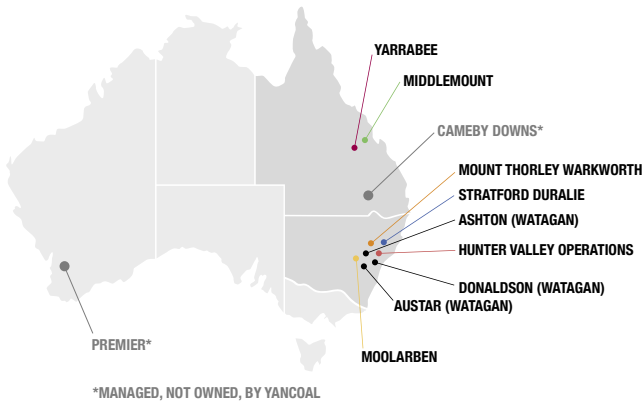 YARRABEE
MIDDLEMOUNT
CAMEBY DOWNS*
MOUNT THORLEY WARKWORTH
STRATFORD DURALIE
ASHTON (WATAGAN)
HUNTER VALLEY OPERATIONS
DONALDSON (WATAGAN)
AUSTAR (WATAGAN)
PREMIER*
MOOLARBEN
*MANAGED, NOT OWNED, BY YANCOAL